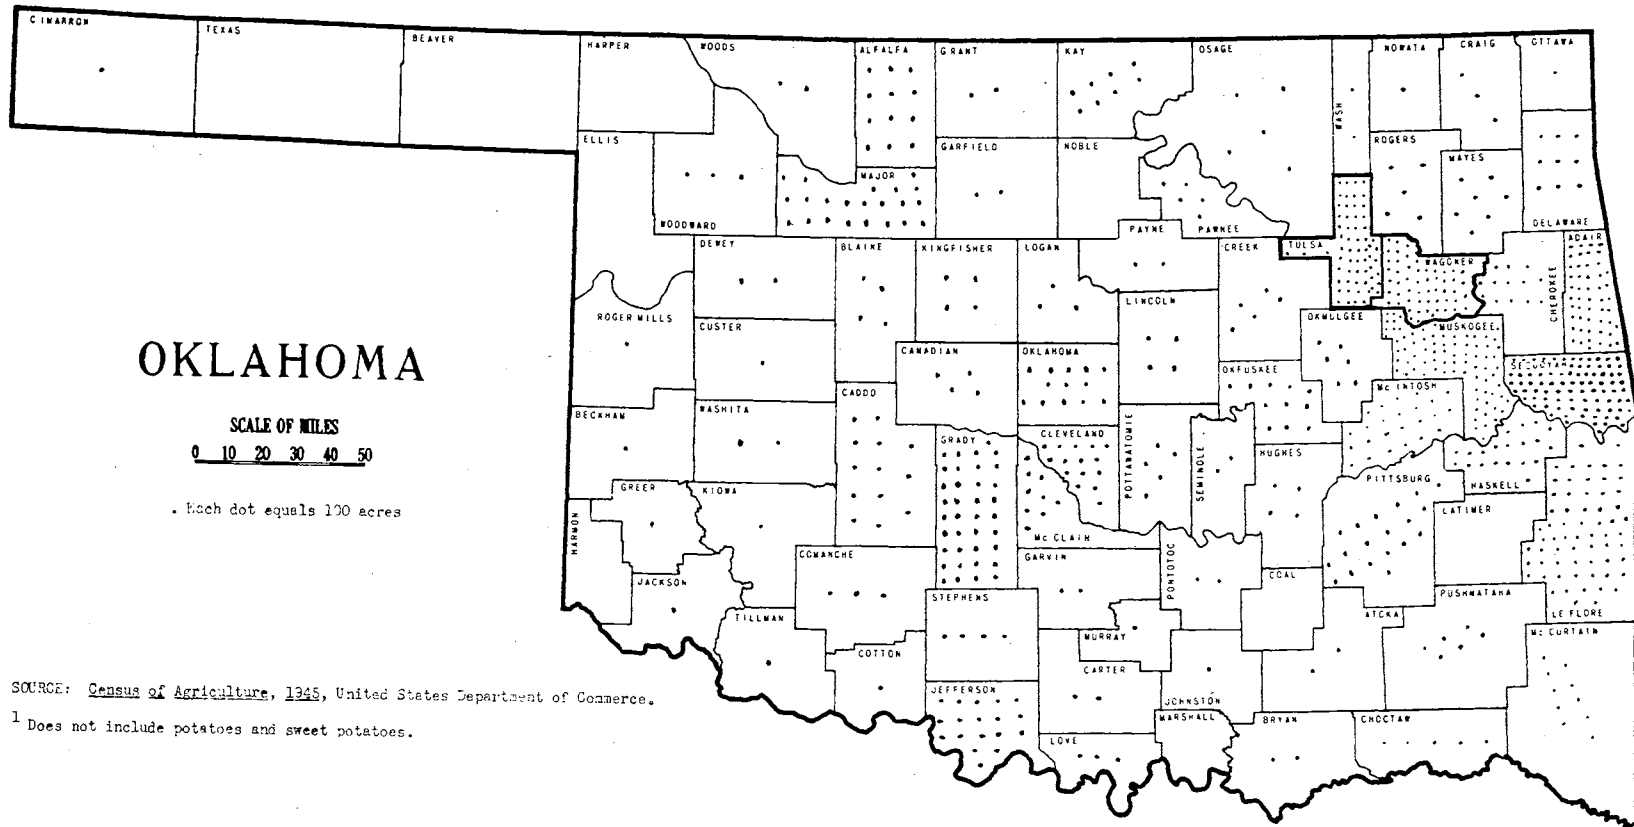 CIMARRON
TEXAS
BEAVER
HARPER
WOODS
ALFALFA
GRANT
KAY
OSAGE
WASH
NOWATA
CRAIG
OTTAWA
ELLIS
WOODWARD
MAJOR
GARFIELD
NOBLE
PAWNEE
ROGERS
MAYES
DELAWARE
DEWEY
BLAINE
KINGFISHER
LOGAN
PAYNE
CREEK
TULSA
WAGONER
CHEROKEE
ADAIR
ROGER MILLS
CUSTER
CANADIAN
OKLAHOMA
LINCOLN
OKMULGEE
MUSKOGEE
OKFUSKEE
McINTOSH
SEQUOYAH
OKLAHOMA
SCALE OF MILES
0 10 20 30 40 50
. Each dot equals 100 acres
BECKHAM
WASHITA
CADDO
GRADY
CLEVELAND
POTTAWATOMIE
SEMINOLE
HUGHES
PITTSBURG
HASKELL
LATIMER
GREER
KIOWA
HARMON
JACKSON
COMANCHE
McCLAIN
GARVIN
PONTOTOC
COAL
ATOKA
PUSHMATAHA
LE FLORE
McCURTAIN
TILLMAN
COTTON
STEPHENS
MURRAY
CARTER
JOHNSTON
JEFFERSON
LOVE
MARSHALL
BRYAN
CHOCTAW
SOURCE: Census of Agriculture, 1945, United States Department of Commerce.
1 Does not include potatoes and sweet potatoes.